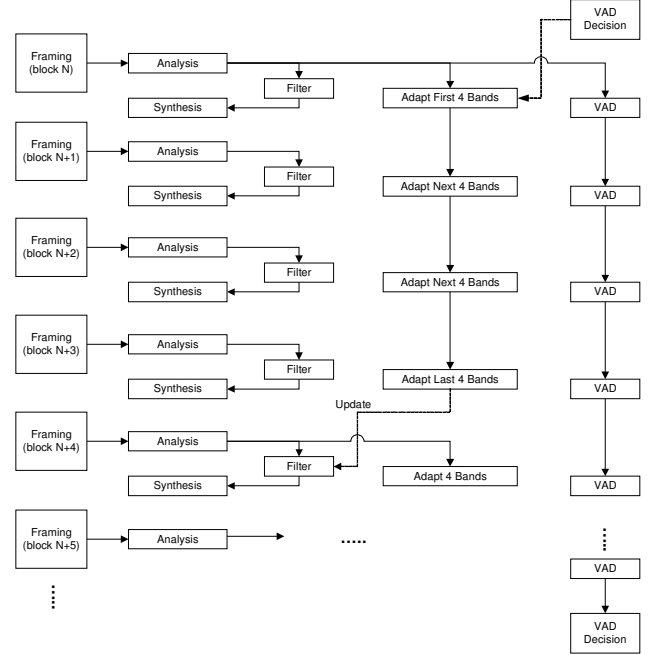 VAD
Decision
Framing
(block N)
Analysis
Filter
Synthesis
Adapt First 4 Bands
VAD
Framing
(block N+1)
Analysis
Filter
Synthesis
Adapt Next 4 Bands
VAD
Framing
(block N+2)
Analysis
Filter
Synthesis
Adapt Next 4 Bands
VAD
Framing
(block N+3)
Analysis
Filter
Synthesis
Adapt Last 4 Bands
VAD
Update
Framing
(block N+4)
Analysis
Filter
Synthesis
Adapt 4 Bands
VAD
Framing
(block N+5)
Analysis
.....
.....
.....
VAD
VAD
Decision